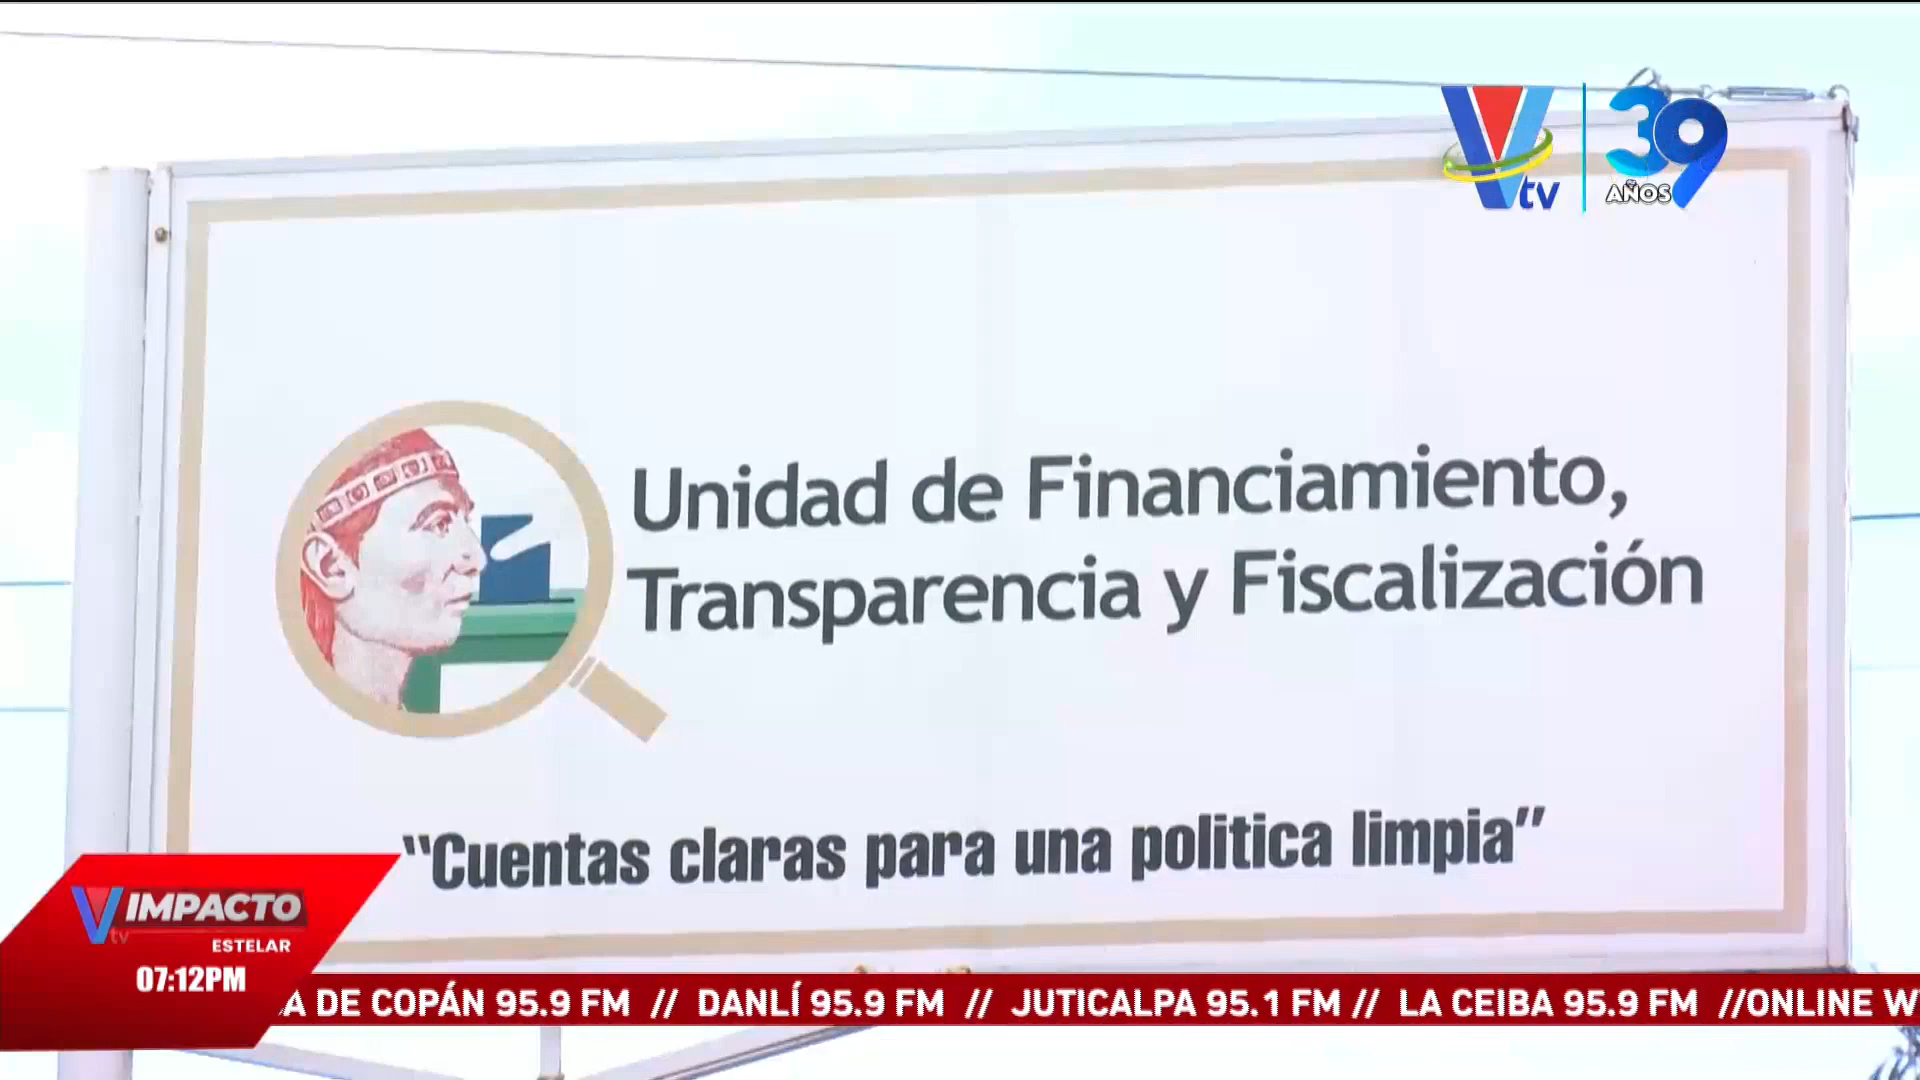 Vtv
39
AÑOS
Unidad de Financiamiento,
Transparencia y Fiscalización
"Cuentas claras para una politica limpia"
Vtv IMPACTO
ESTELAR
07:12PM
A DE COPÁN 95.9 FM // DANLÍ 95.9 FM // JUTICALPA 95.1 FM // LA CEIBA 95.9 FM //ONLINE